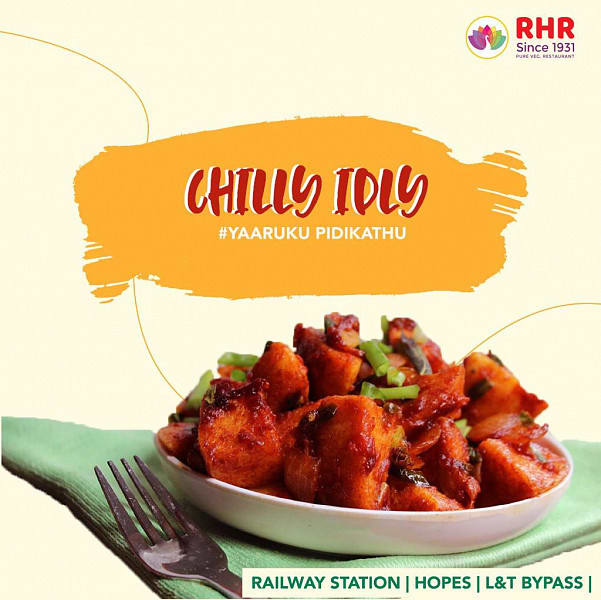 RHR
Since 1931
PURE VEG. RESTAURANT
CHILLY IDLY
#YAARUKU PIDIKATHU
RAILWAY STATION | HOPES | L&T BYPASS |